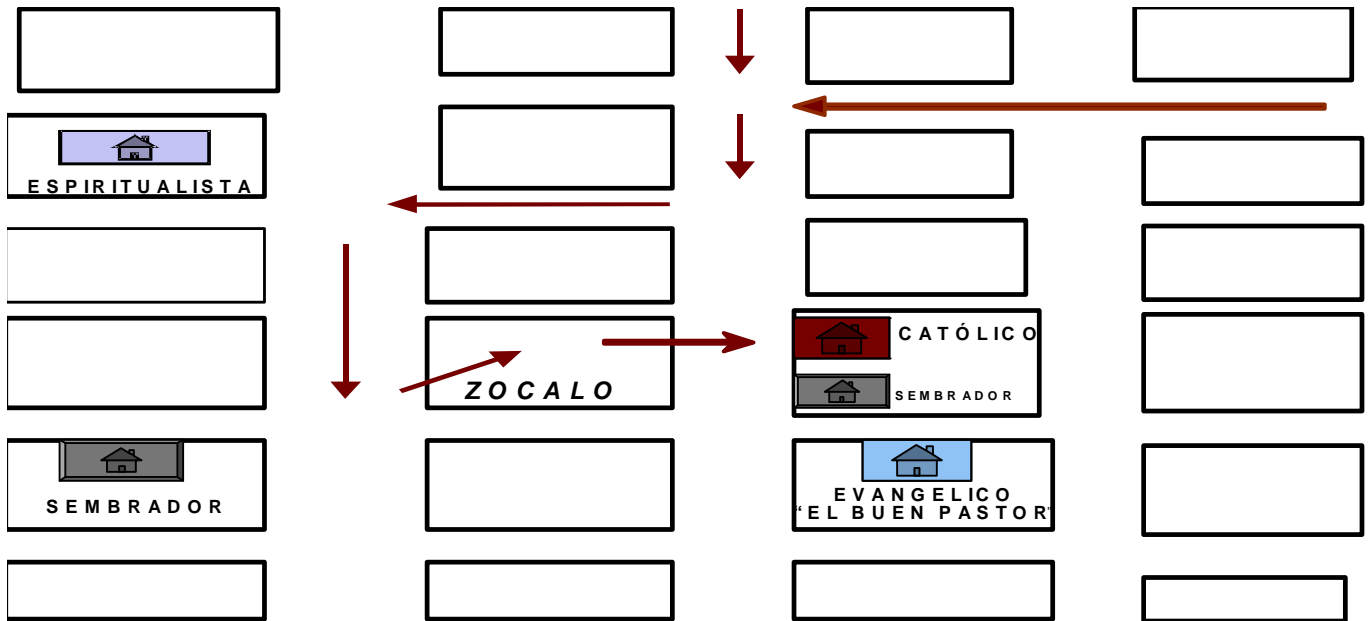 ESPIRITUALISTA
CATÓLICO
ZOCALO
SEMBRADOR
SEMBRADOR
EVANGELICO
“EL BUEN PASTOR”